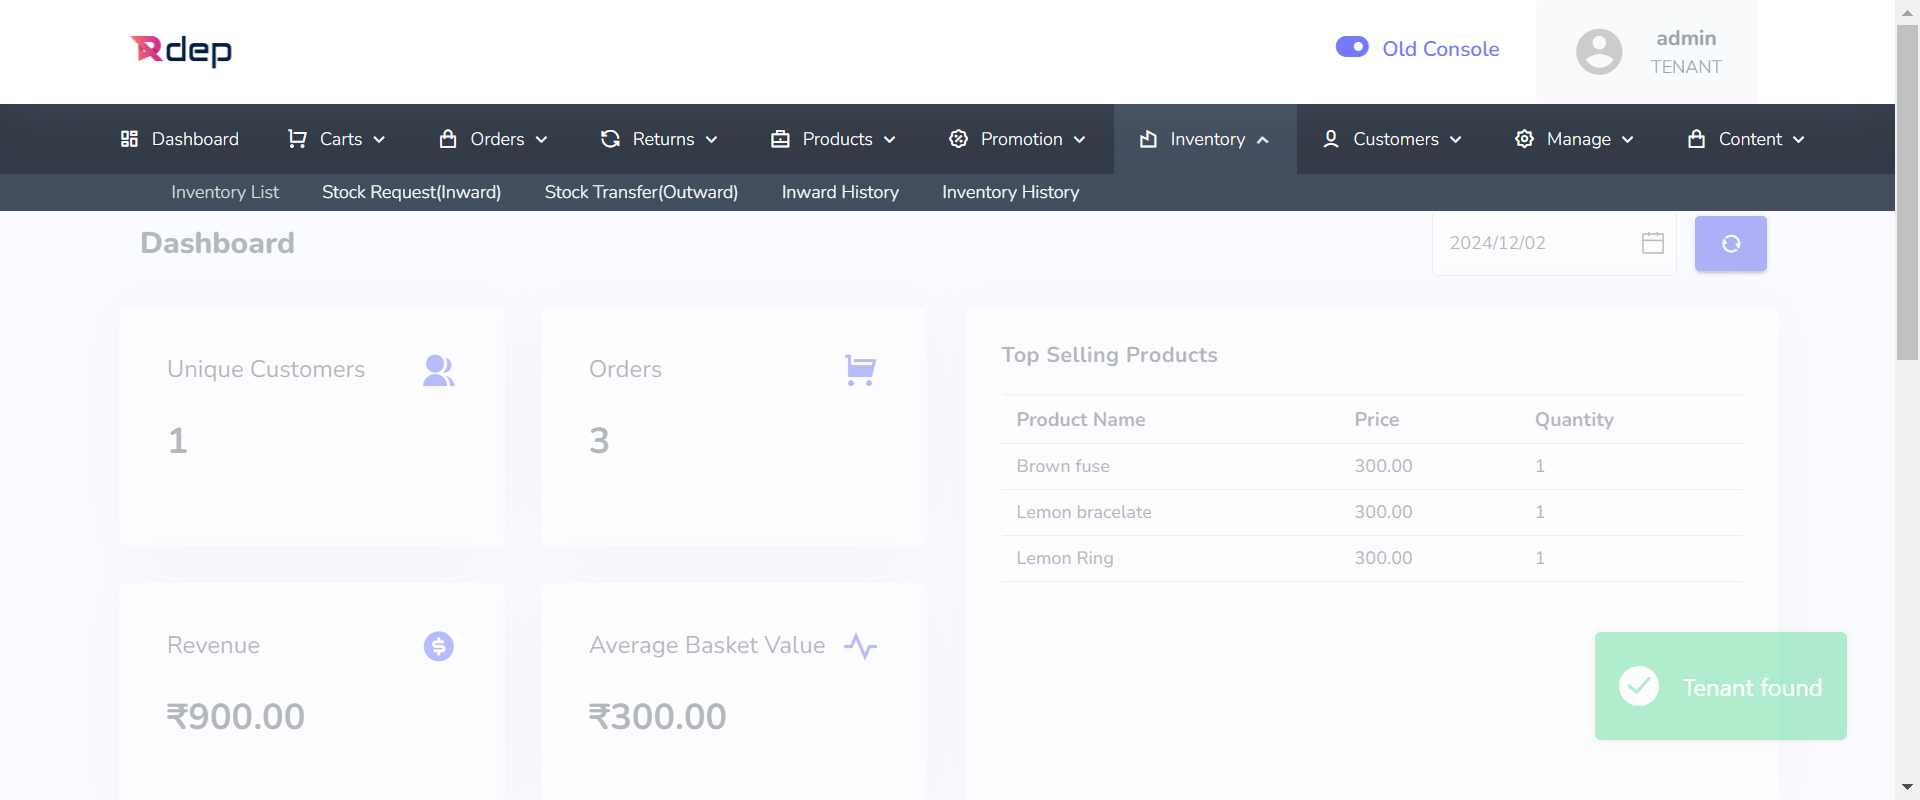 Rdep
Old Console
admin
TENANT
Dashboard Carts Orders Returns Products Promotion Inventory Customers Manage Content
Inventory List Stock Request(Inward) Stock Transfer(Outward) Inward History Inventory History
Dashboard
2024/12/02
Unique Customers
1
Orders
3
Top Selling Products
Product Name Price Quantity
Brown fuse 300.00 1
Lemon bracelate 300.00 1
Lemon Ring 300.00 1
Revenue
₹900.00
Average Basket Value
₹300.00
Tenant found